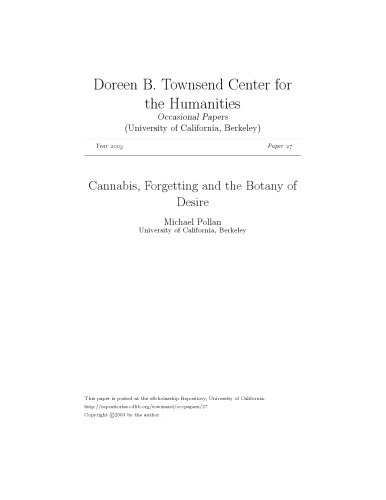 Doreen B. Townsend Center for
the Humanities
Occasional Papers
(University of California, Berkeley)
Year 2003 Paper 27
Cannabis, Forgetting and the Botany of
Desire
Michael Pollan
University of California, Berkeley
This paper is posted at the eScholarship Repository, University of California.
http://repositories.cdlib.org/townsend/occpapers/27
Copyright ©2003 by the author.